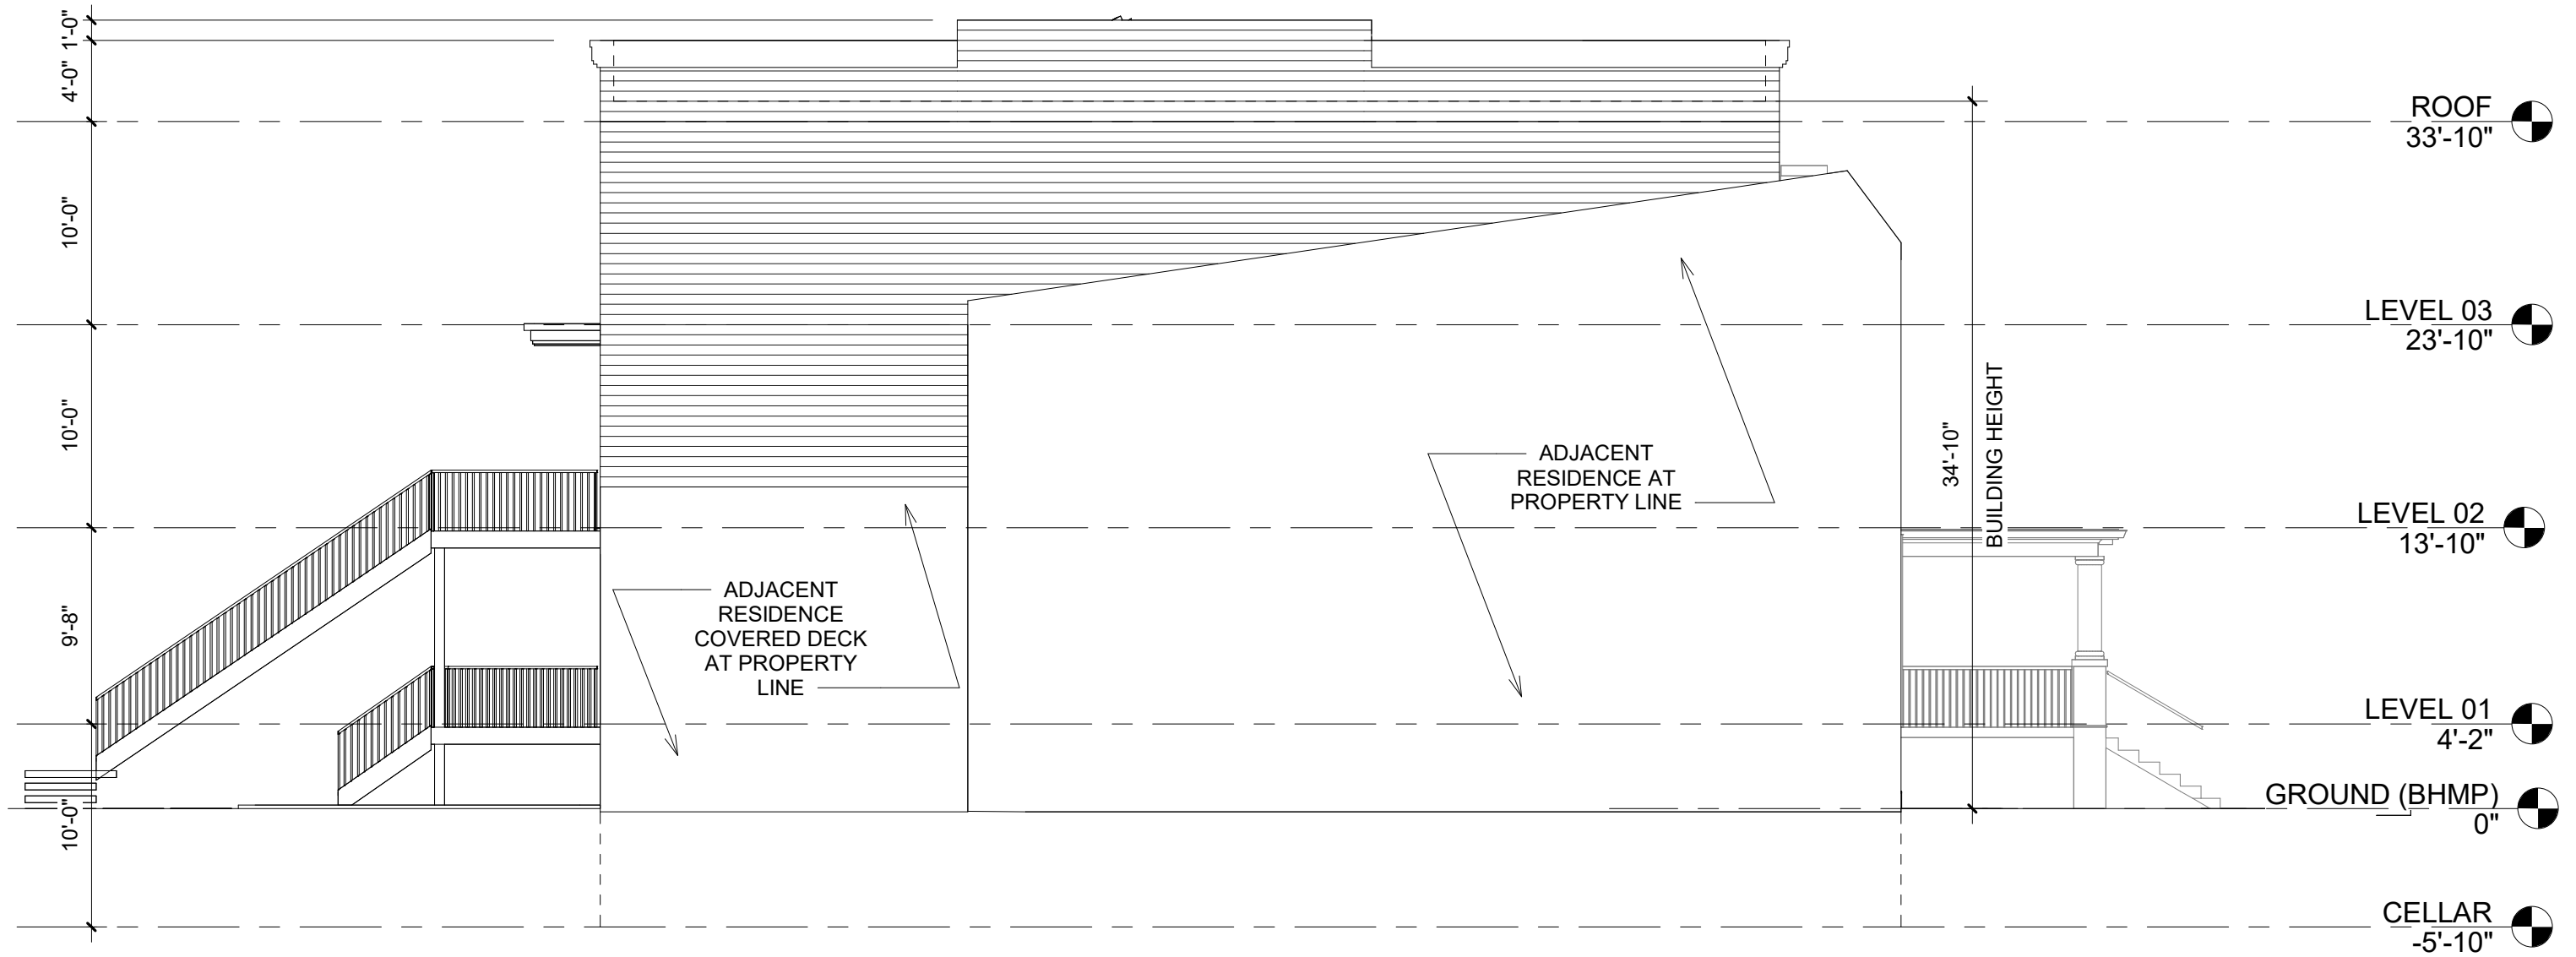 1'-0"
4'-0"
10'-0"
10'-0"
9'-8"
10'-0"
ADJACENT
RESIDENCE
COVERED DECK
AT PROPERTY
LINE
ADJACENT
RESIDENCE AT
PROPERTY LINE
34'-10"
BUILDING HEIGHT
ROOF
33'-10"
LEVEL 03
23'-10"
LEVEL 02
13'-10"
LEVEL 01
4'-2"
GROUND (BHMP)
0"
CELLAR
-5'-10"